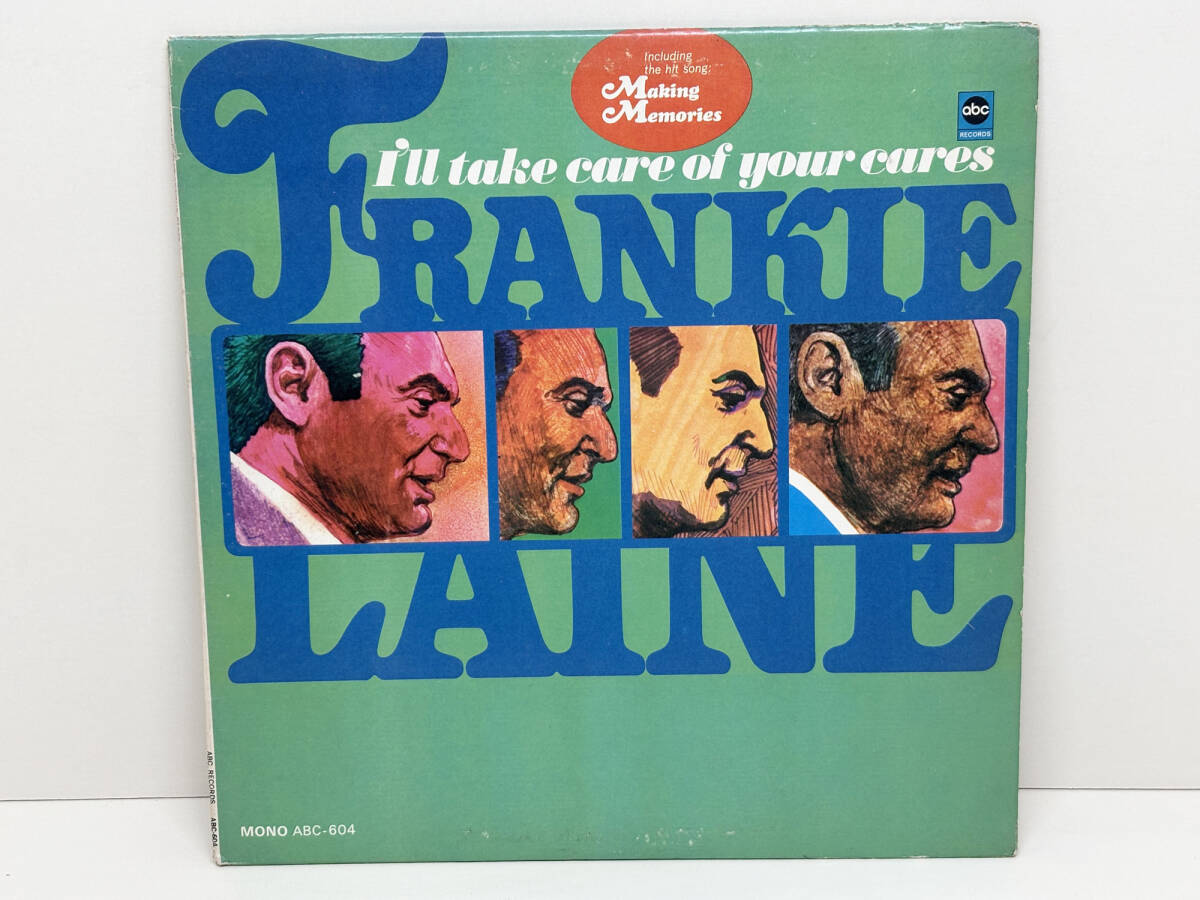 Including
the hit song:
Making
Memories
abc
RECORDS
I'll take care of your cares
FRANKIE
LAINE
MONO ABC-604
ABC RECORDS ABC-604